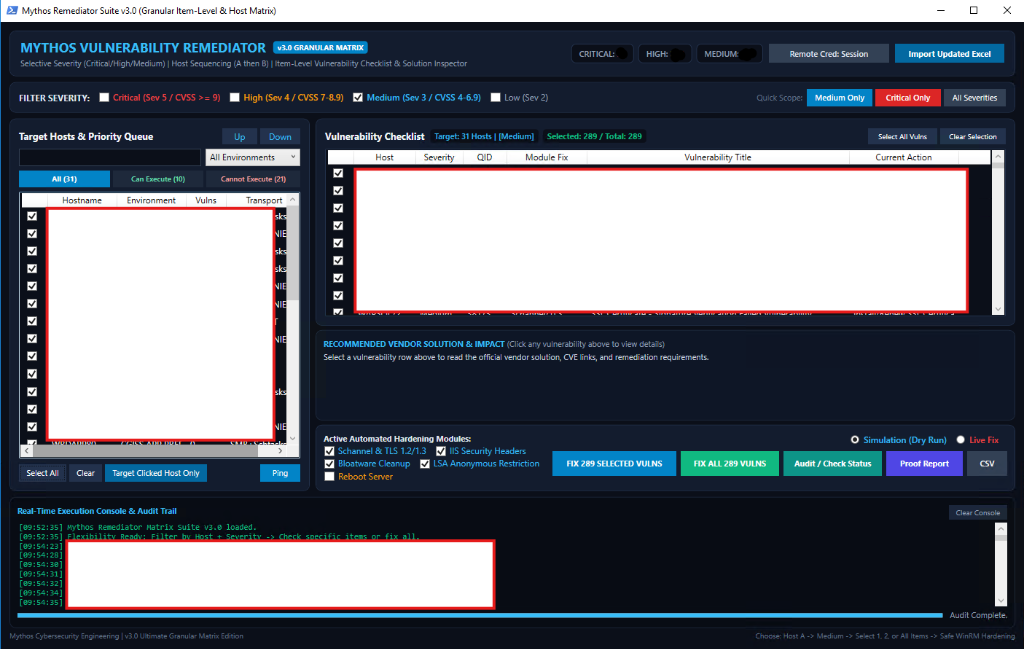 Mythos Remediator Suite v3.0 (Granular Item-Level & Host Matrix)
MYTHOS VULNERABILITY REMEDIATOR v3.0 GRANULAR MATRIX
Selective Severity (Critical/High/Medium) | Host Sequencing (A then B) | Item-Level Vulnerability Checklist & Solution Inspector
CRITICAL: HIGH: MEDIUM: Remote Cred: Session Import Updated Excel
FILTER SEVERITY: Critical (Sev 5 / CVSS >= 9) High (Sev 4 / CVSS 7-8.9) Medium (Sev 3 / CVSS 4-6.9) Low (Sev 2) Quick Scope: Medium Only Critical Only All Severities
Target Hosts & Priority Queue Up Down
All Environments
All (31) Can Execute (10) Cannot Execute (21)
Hostname Environment Vulns Transport
Select All Clear Target Clicked Host Only Ping
Vulnerability Checklist Target: 31 Hosts | [Medium] Selected: 289 / Total: 289 Select All Vulns Clear Selection
Host Severity QID Module Fix Vulnerability Title Current Action
RECOMMENDED VENDOR SOLUTION & IMPACT (Click any vulnerability above to view details)
Select a vulnerability row above to read the official vendor solution, CVE links, and remediation requirements.
Active Automated Hardening Modules:
Schannel & TLS 1.2/1.3 IIS Security Headers
Bloatware Cleanup LSA Anonymous Restriction
Reboot Server
Simulation (Dry Run) Live Fix
FIX 289 SELECTED VULNS FIX ALL 289 VULNS Audit / Check Status Proof Report CSV
Real-Time Execution Console & Audit Trail Clear Console
[09:52:35] Mythos Remediator Matrix Suite v3.0 loaded.
[09:52:35] Flexibility Ready: Filter by Host + Severity -> Check specific items or fix all.
[09:54:23]
[09:54:28]
[09:54:30]
[09:54:31]
[09:54:32]
[09:54:34]
[09:54:35]
Audit Complete.
Mythos Cybersecurity Engineering | v3.0 Ultimate Granular Matrix Edition Choose: Host A -> Medium -> Select 1, 2, or All Items -> Safe WinRM Hardening